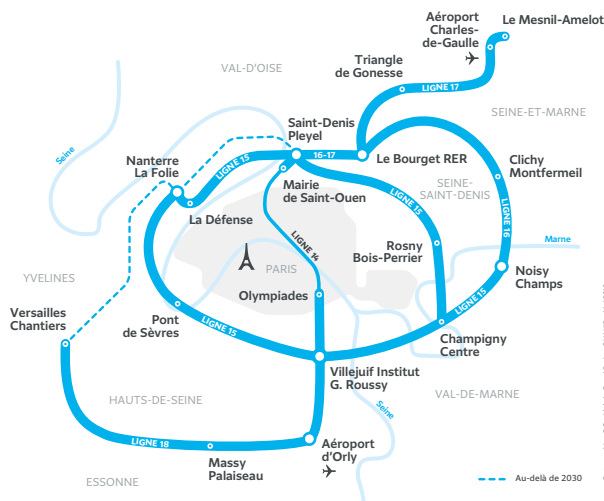 Aéroport
Charles-
de-Gaulle
Le Mesnil-Amelot
VAL-D'OISE
Triangle
de Gonesse
LIGNE 17
SEINE-ET-MARNE
Saint-Denis
Pleyel
Seine
Nanterre
La Folie
LIGNE 15
16-17
Le Bourget RER
Clichy
Montfermeil
Mairie
de Saint-Ouen
SEINE-
SAINT-DENIS
La Défense
LIGNE 15
LIGNE 16
LIGNE 14
Rosny
Bois-Perrier
Marne
PARIS
YVELINES
Noisy
Champs
Olympiades
Versailles
Chantiers
Pont
de Sèvres
LIGNE 15
LIGNE 15
Champigny
Centre
Villejuif Institut
G. Roussy
HAUTS-DE-SEINE
VAL-DE-MARNE
Seine
LIGNE 18
Massy
Palaiseau
Aéroport
d'Orly
ESSONNE
Au-delà de 2030